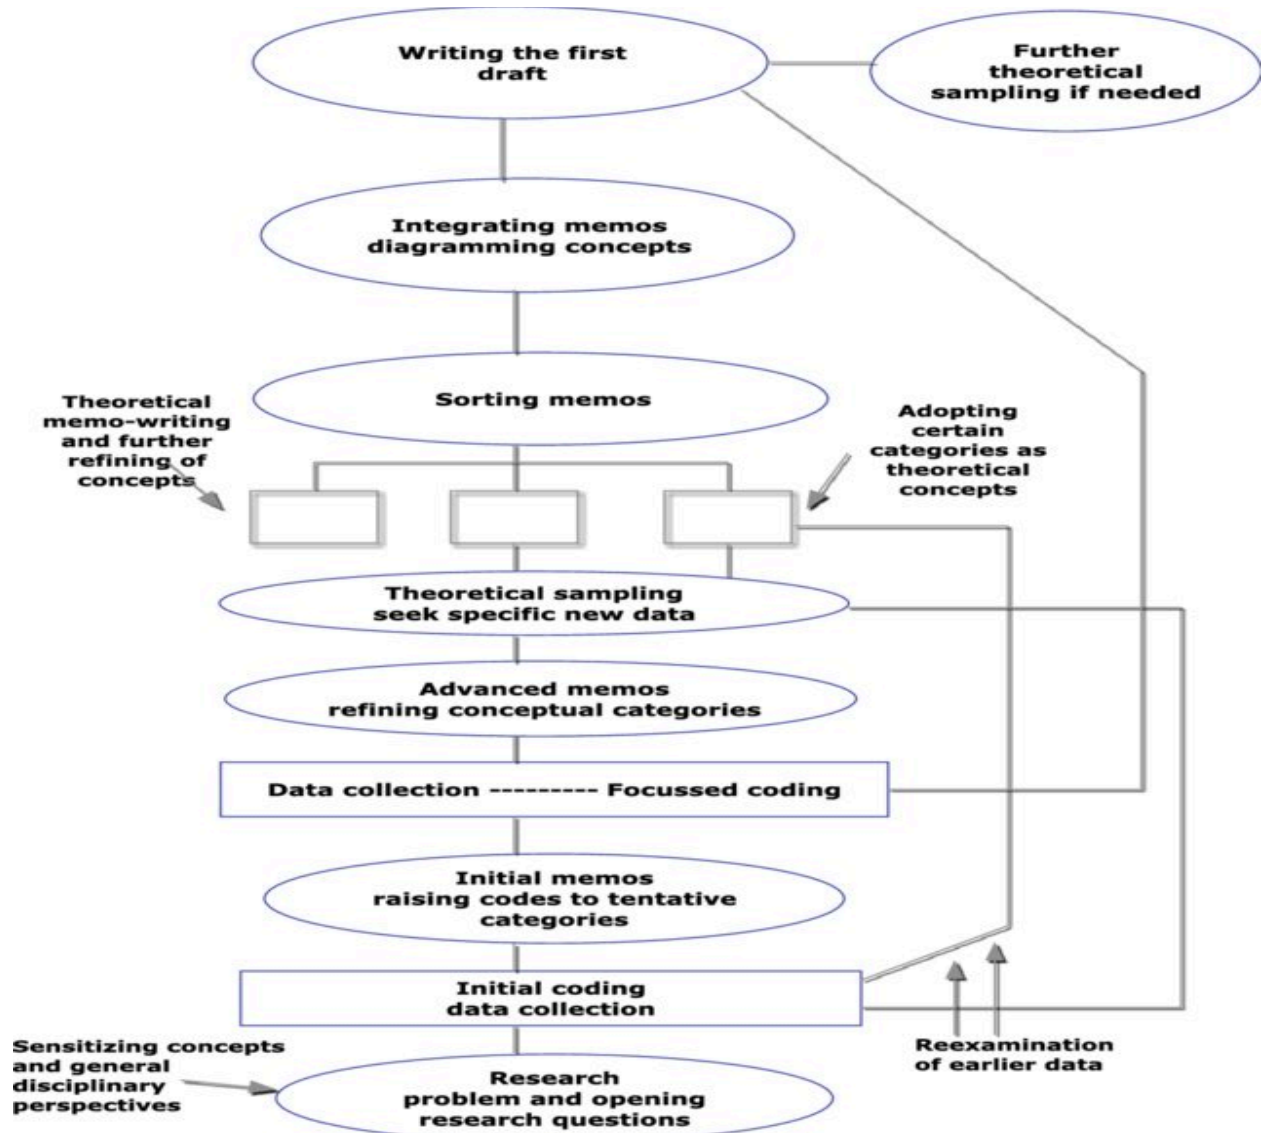 Writing the first
draft
Further
theoretical
sampling if needed
Integrating memos
diagramming concepts
Sorting memos
Theoretical
memo-writing
and further
refining of
concepts
Adopting
certain
categories as
theoretical
concepts
Theoretical sampling
seek specific new data
Advanced memos
refining conceptual categories
Data collection --------- Focussed coding
Initial memos
raising codes to tentative
categories
Initial coding
data collection
Reexamination
of earlier data
Sensitizing concepts
and general
disciplinary
perspectives
Research
problem and opening
research questions